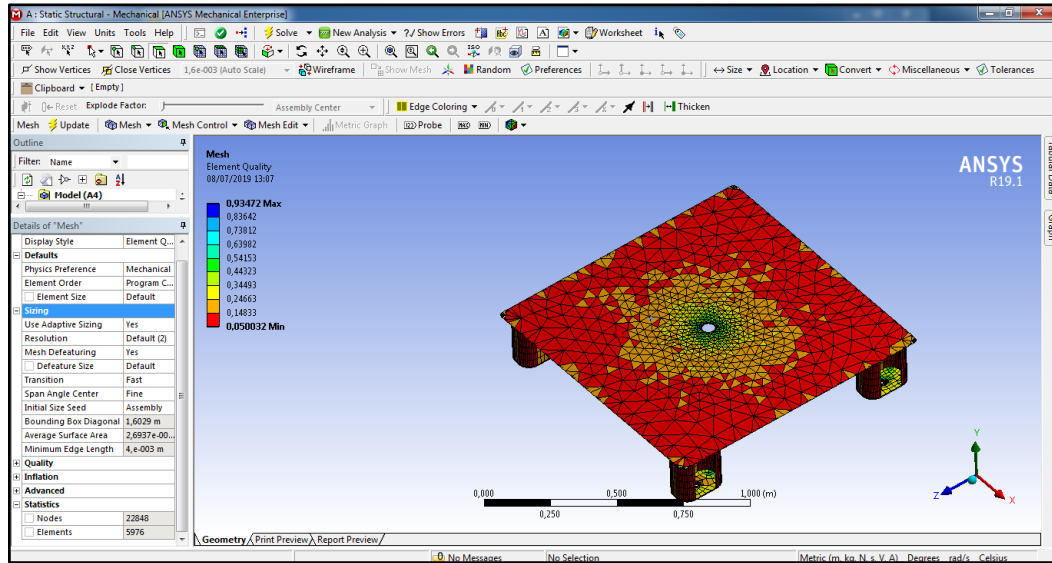 A : Static Structural - Mechanical [ANSYS Mechanical Enterprise]
File Edit View Units Tools Help Solve New Analysis ?/ Show Errors Worksheet
Show Vertices Close Vertices 1,6e-003 (Auto Scale) Wireframe Show Mesh Random Preferences Size Location Convert Miscellaneous Tolerances
Clipboard [Empty]
Reset Explode Factor: Assembly Center Edge Coloring Thicken
Mesh Update Mesh Mesh Control Mesh Edit Metric Graph Probe MAX MIN
Outline
Filter: Name
Model (A4)
Details of "Mesh"
Display Style Element Q...
Defaults
Physics Preference Mechanical
Element Order Program C...
Element Size Default
Sizing
Use Adaptive Sizing Yes
Resolution Default (2)
Mesh Defeaturing Yes
Defeature Size Default
Transition Fast
Span Angle Center Fine
Initial Size Seed Assembly
Bounding Box Diagonal 1,6029 m
Average Surface Area 2,6937e-00...
Minimum Edge Length 4,e-003 m
Quality
Inflation
Advanced
Statistics
Nodes 22848
Elements 5976
Mesh
Element Quality
08/07/2019 13:07
0,93472 Max
0,83642
0,73812
0,63982
0,54153
0,44323
0,34493
0,24663
0,14833
0,050032 Min
ANSYS
R19.1
0,000 0,500 1,000 (m)
0,250 0,750
Y
Z
X
Geometry Print Preview Report Preview
Tabular Data
Graph
No Messages No Selection Metric (m, kg, N, s, V, A) Degrees rad/s Celsius